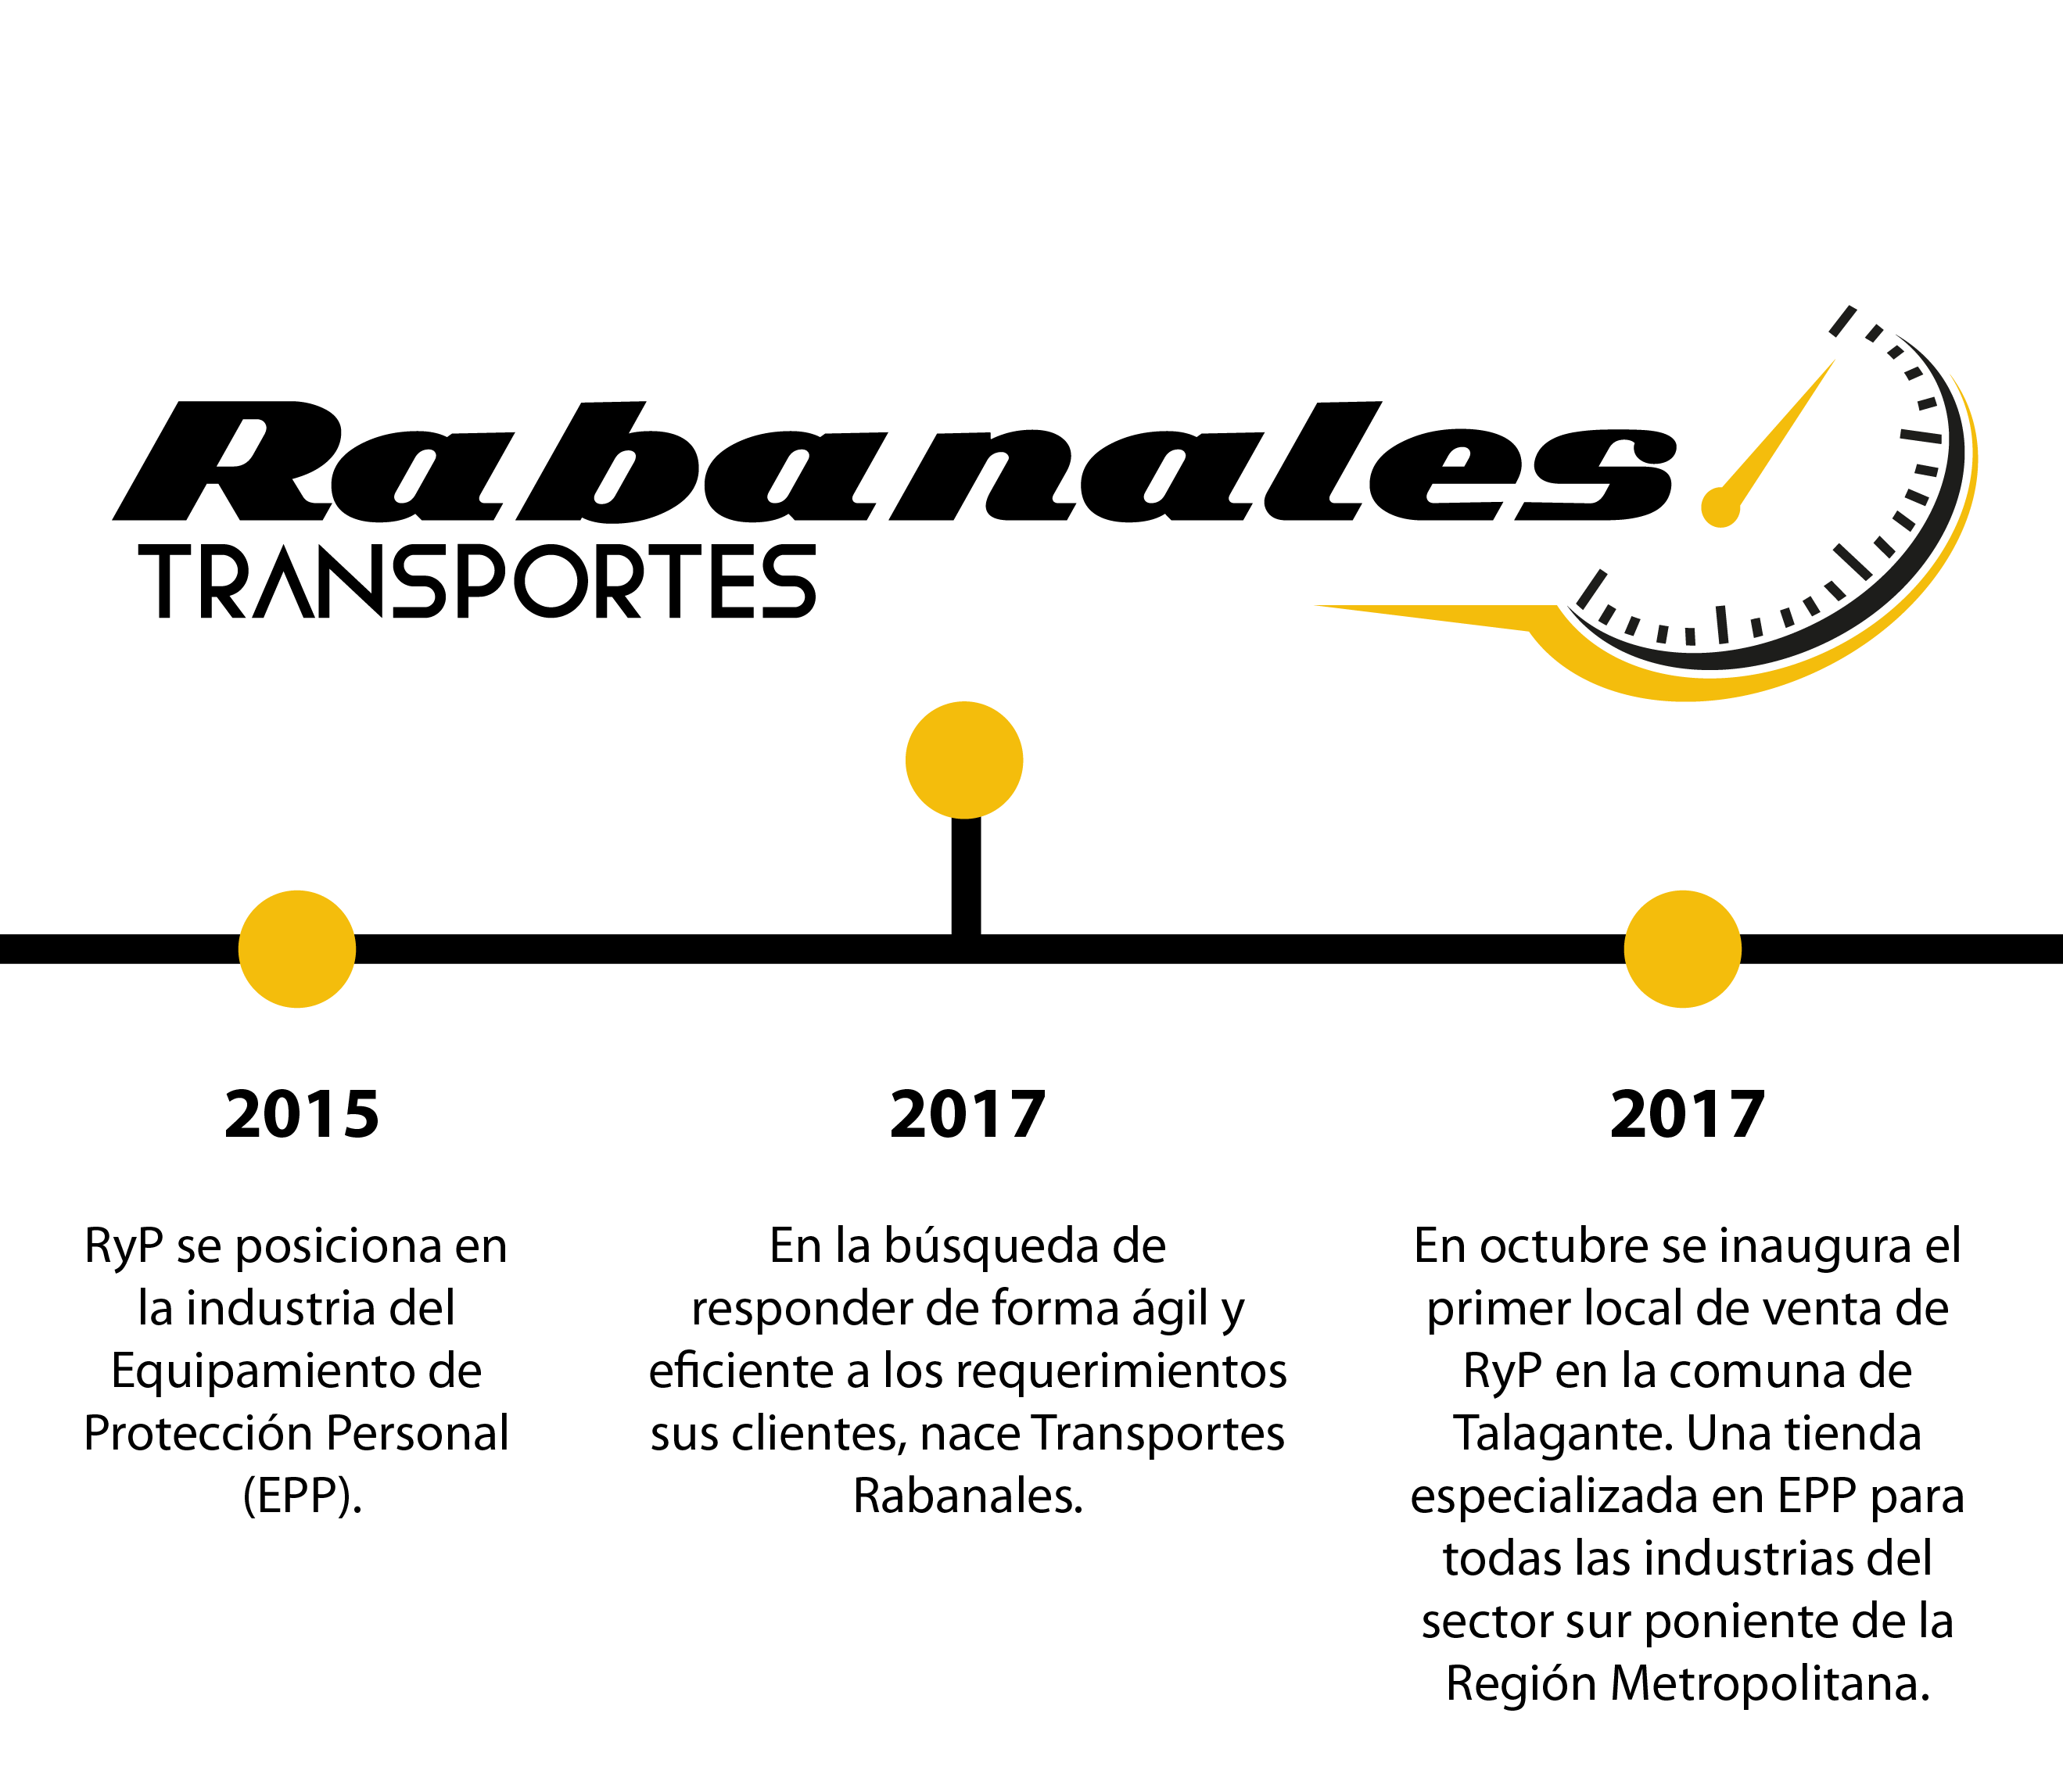 Rabanales
TRANSPORTES
2015
RyP se posiciona en
la industria del
Equipamiento de
Protección Personal
(EPP).
2017
En la búsqueda de
responder de forma ágil y
eficiente a los requerimientos
sus clientes, nace Transportes
Rabanales.
2017
En octubre se inaugura el
primer local de venta de
RyP en la comuna de
Talagante. Una tienda
especializada en EPP para
todas las industrias del
sector sur poniente de la
Región Metropolitana.